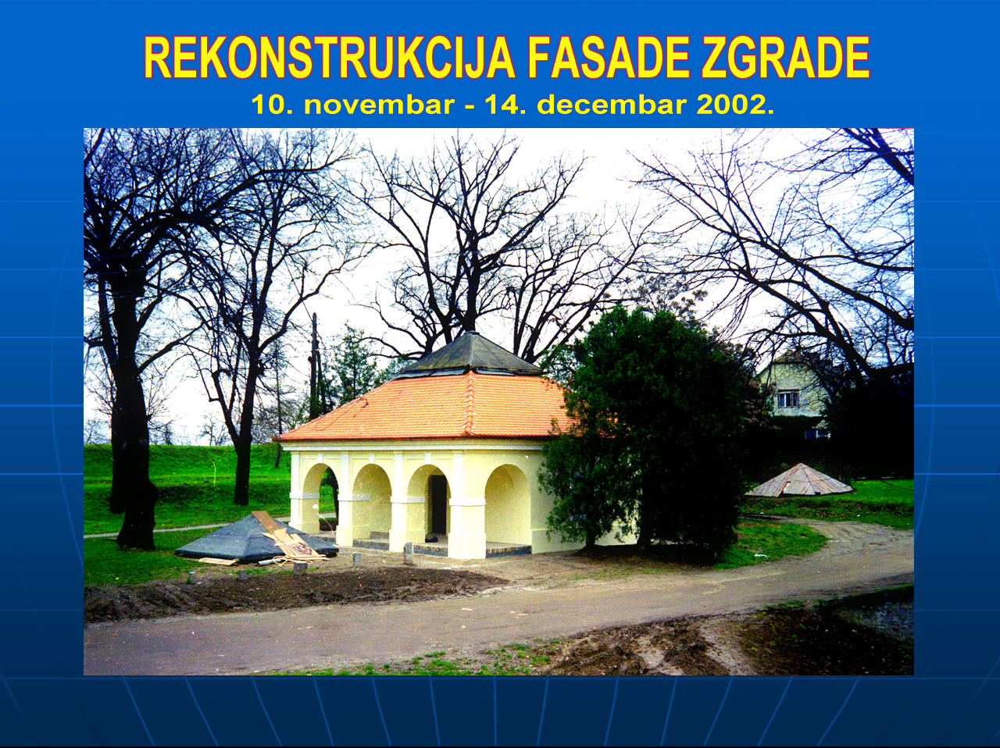 REKONSTRUKCIJA FASADE ZGRADE
10. novembar - 14. decembar 2002.